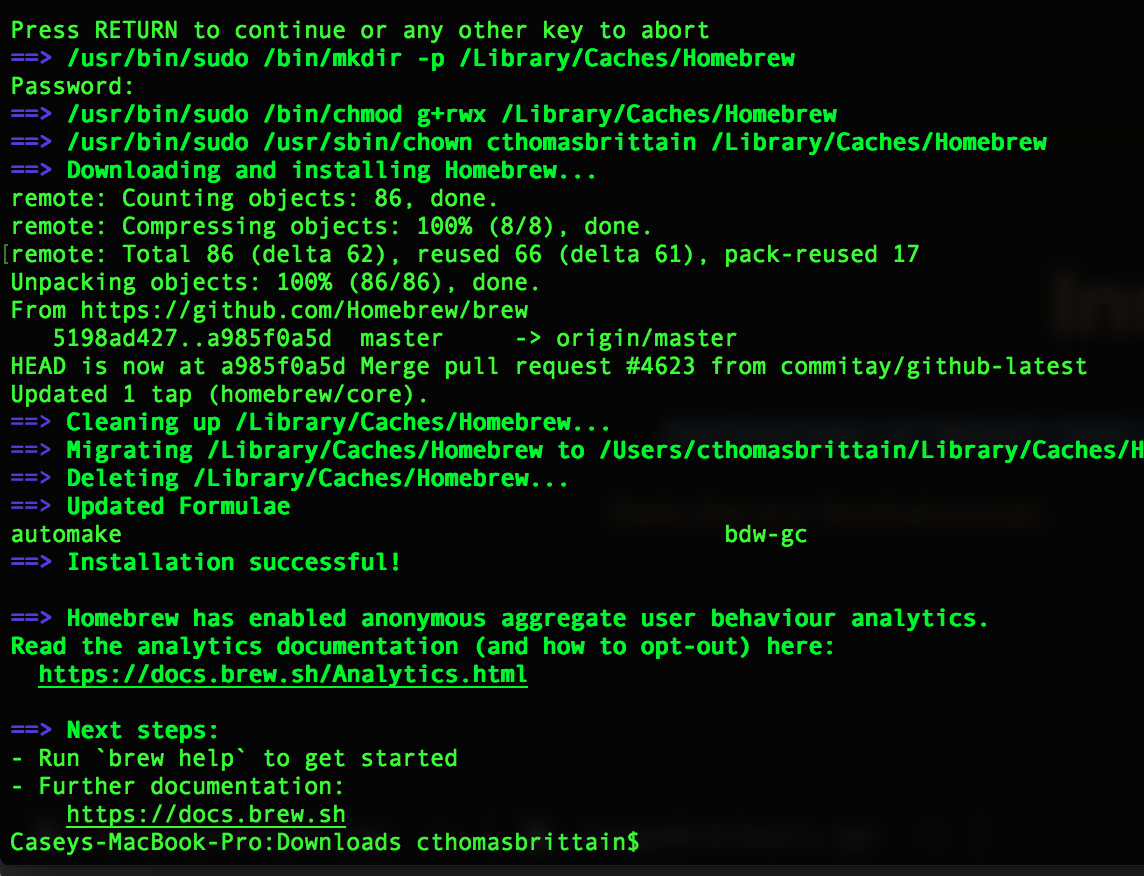 Press RETURN to continue or any other key to abort
==> /usr/bin/sudo /bin/mkdir -p /Library/Caches/Homebrew
Password:
==> /usr/bin/sudo /bin/chmod g+rwx /Library/Caches/Homebrew
==> /usr/bin/sudo /usr/sbin/chown cthomasbrittain /Library/Caches/Homebrew
==> Downloading and installing Homebrew...
remote: Counting objects: 86, done.
remote: Compressing objects: 100% (8/8), done.
[remote: Total 86 (delta 62), reused 66 (delta 61), pack-reused 17
Unpacking objects: 100% (86/86), done.
From https://github.com/Homebrew/brew
   5198ad427..a985f0a5d  master     -> origin/master
HEAD is now at a985f0a5d Merge pull request #4623 from commitay/github-latest
Updated 1 tap (homebrew/core).
==> Cleaning up /Library/Caches/Homebrew...
==> Migrating /Library/Caches/Homebrew to /Users/cthomasbrittain/Library/Caches/H
==> Deleting /Library/Caches/Homebrew...
==> Updated Formulae
automake                                           bdw-gc
==> Installation successful!

==> Homebrew has enabled anonymous aggregate user behaviour analytics.
Read the analytics documentation (and how to opt-out) here:
  https://docs.brew.sh/Analytics.html

==> Next steps:
- Run `brew help` to get started
- Further documentation:
    https://docs.brew.sh
Caseys-MacBook-Pro:Downloads cthomasbrittain$